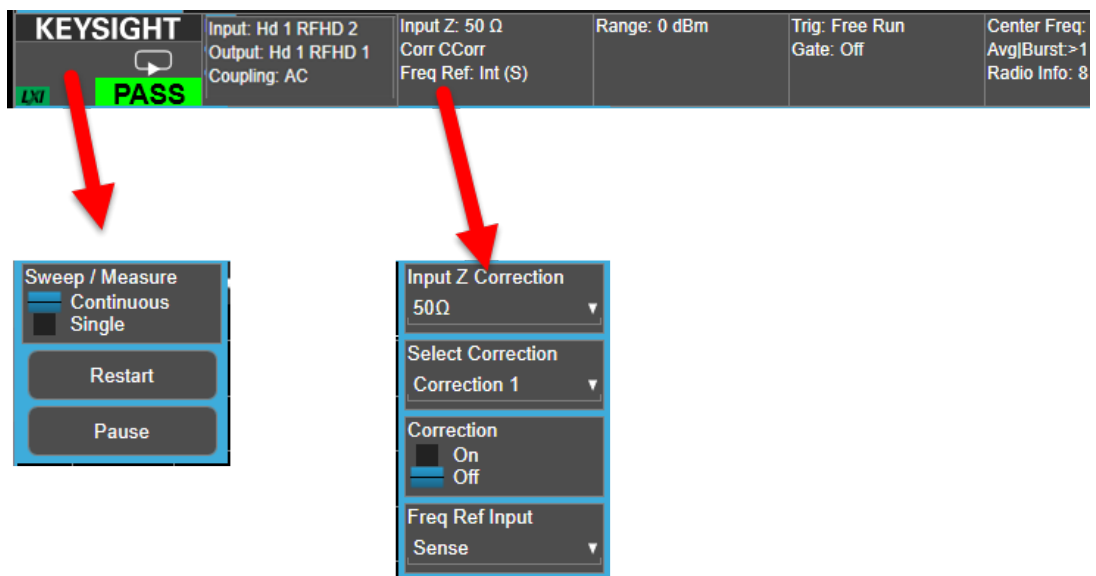 KEYSIGHT
LXI PASS
Input: Hd 1 RFHD 2
Output: Hd 1 RFHD 1
Coupling: AC
Input Z: 50 Ω
Corr CCorr
Freq Ref: Int (S)
Range: 0 dBm
Trig: Free Run
Gate: Off
Center Freq:
Avg|Burst:>1
Radio Info: 8
Sweep / Measure
Continuous
Single
Restart
Pause
Input Z Correction
50Ω
Select Correction
Correction 1
Correction
On
Off
Freq Ref Input
Sense